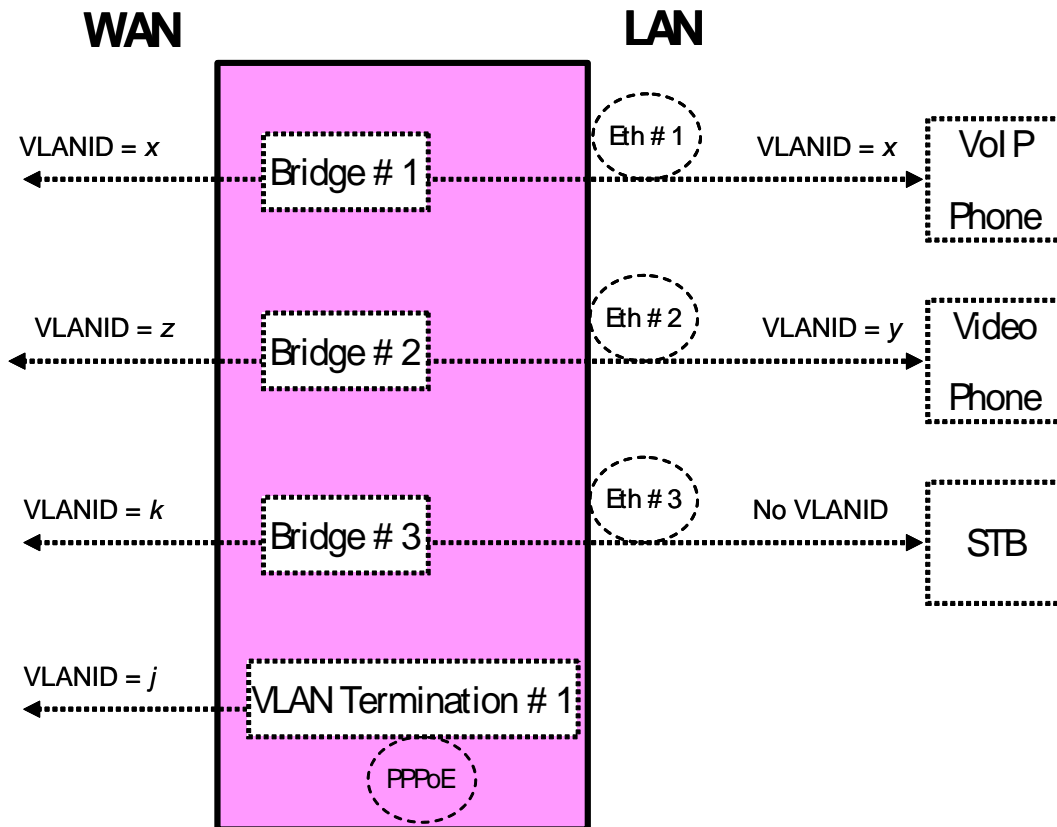 WAN
LAN
VLANID = x
Bridge # 1
Eth # 1
VLANID = x
VoIP
Phone
VLANID = z
Bridge # 2
Eth # 2
VLANID = y
Video
Phone
VLANID = k
Bridge # 3
Eth # 3
No VLANID
STB
VLANID = j
VLAN Termination # 1
PPPoE